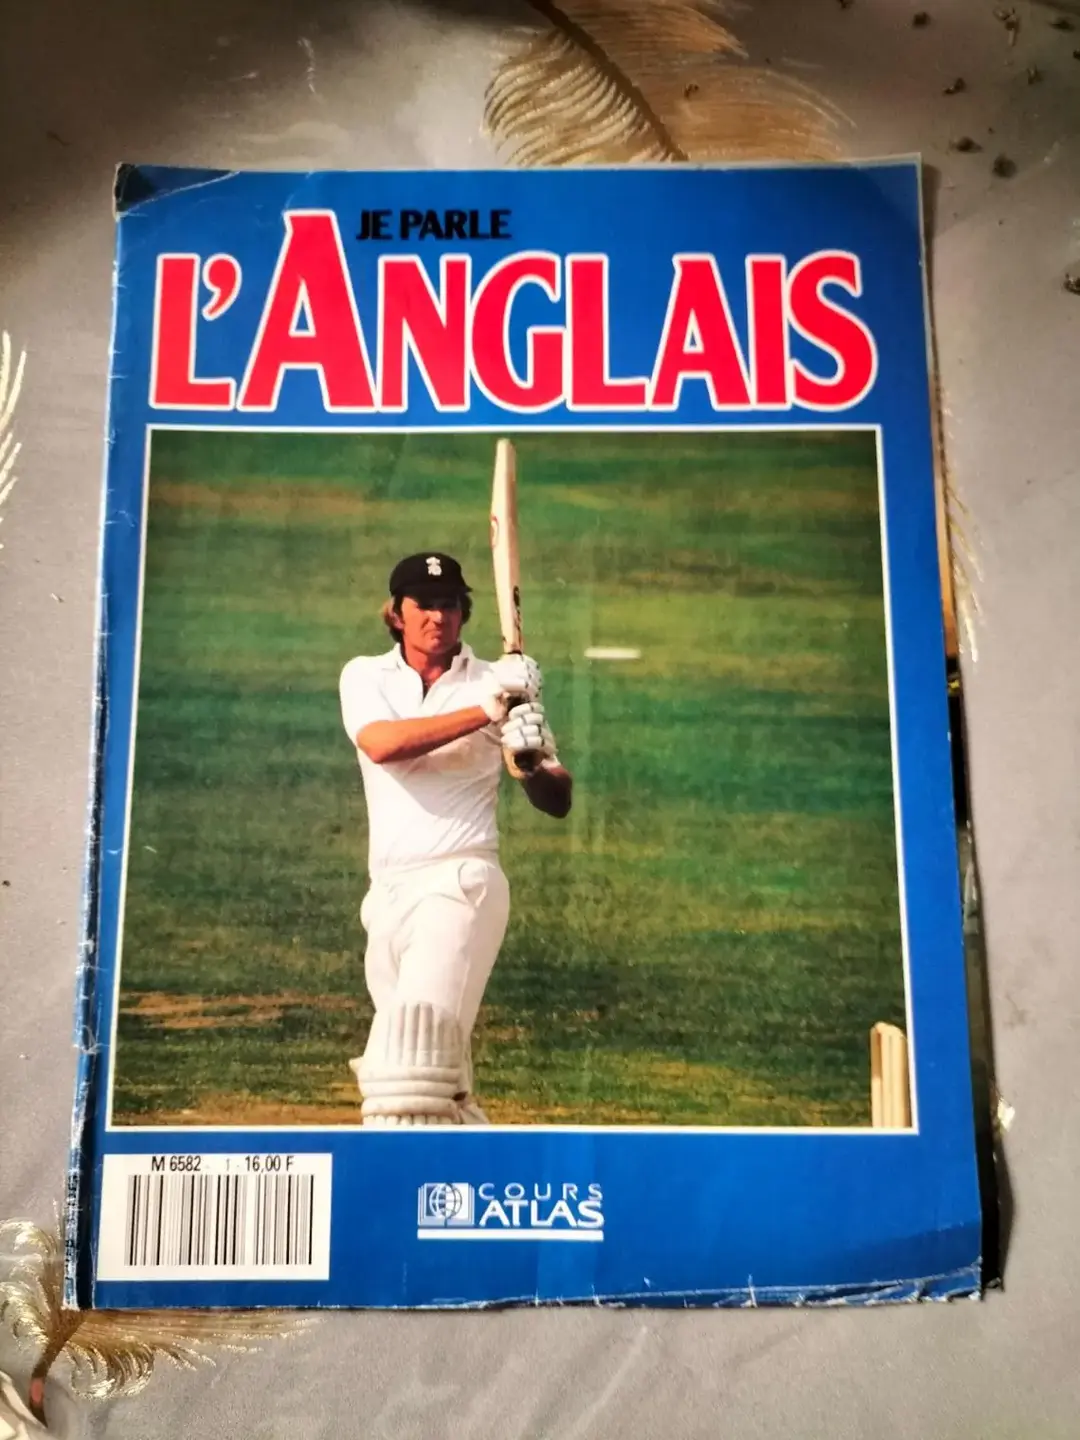 JE PARLE
L'ANGLAIS
M 6582 - 1 - 16,00 F
COURS
ATLAS